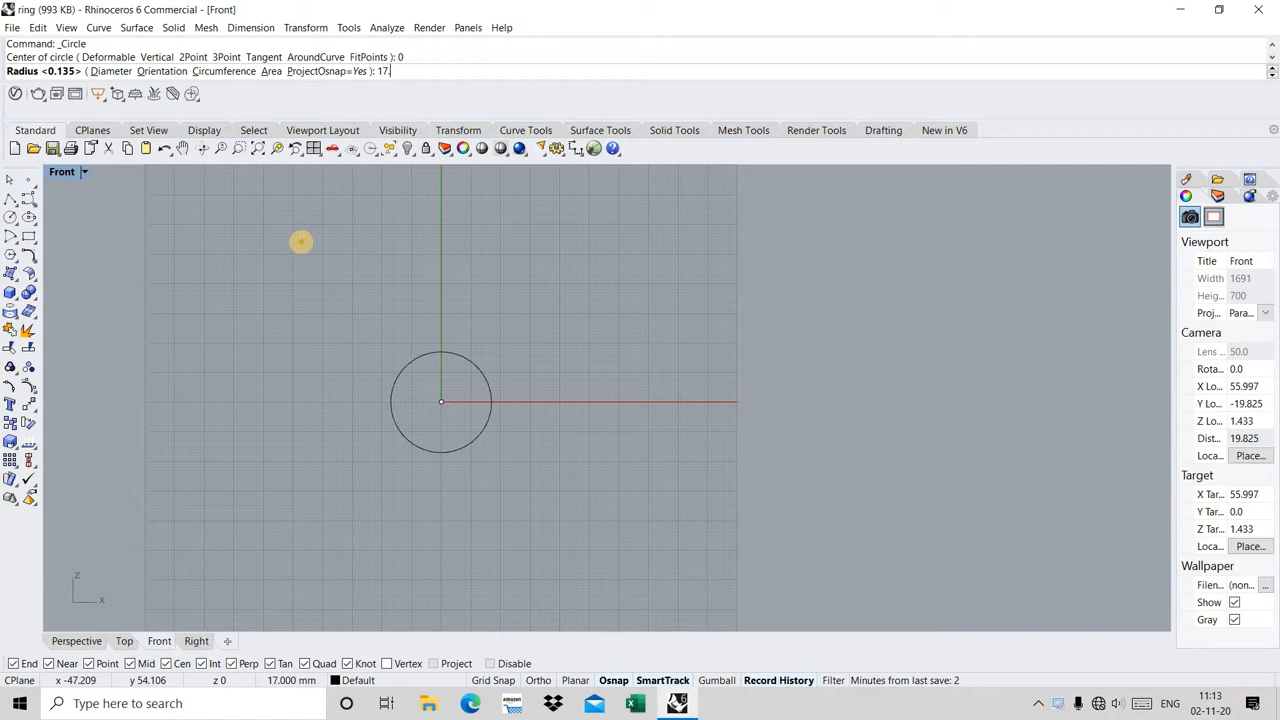 ring (993 KB) - Rhinoceros 6 Commercial - [Front]
File Edit View Curve Surface Solid Mesh Dimension Transform Tools Analyze Render Panels Help
Command: _Circle
Center of circle ( Deformable Vertical 2Point 3Point Tangent AroundCurve FitPoints ): 0
Radius <0.135> ( Diameter Orientation Circumference Area ProjectOsnap=Yes ): 17.
Standard CPlanes Set View Display Select Viewport Layout Visibility Transform Curve Tools Surface Tools Solid Tools Mesh Tools Render Tools Drafting New in V6
Front
Viewport
Title Front
Width 1691
Heig... 700
Proj... Para...
Camera
Lens ... 50.0
Rota... 0.0
X Lo... 55.997
Y Lo... -19.825
Z Lo... 1.433
Dist... 19.825
Loca... Place...
Target
X Tar... 55.997
Y Tar... 0.0
Z Tar... 1.433
Loca... Place...
Wallpaper
Filen... (non... ...
Show
Gray
z
x
Perspective Top Front Right
End Near Point Mid Cen Int Perp Tan Quad Knot Vertex Project Disable
CPlane x -47.209 y 54.106 z 0 17.000 mm Default Grid Snap Ortho Planar Osnap SmartTrack Gumball Record History Filter Minutes from last save: 2
Type here to search
amazon
ENG
11:13
02-11-20